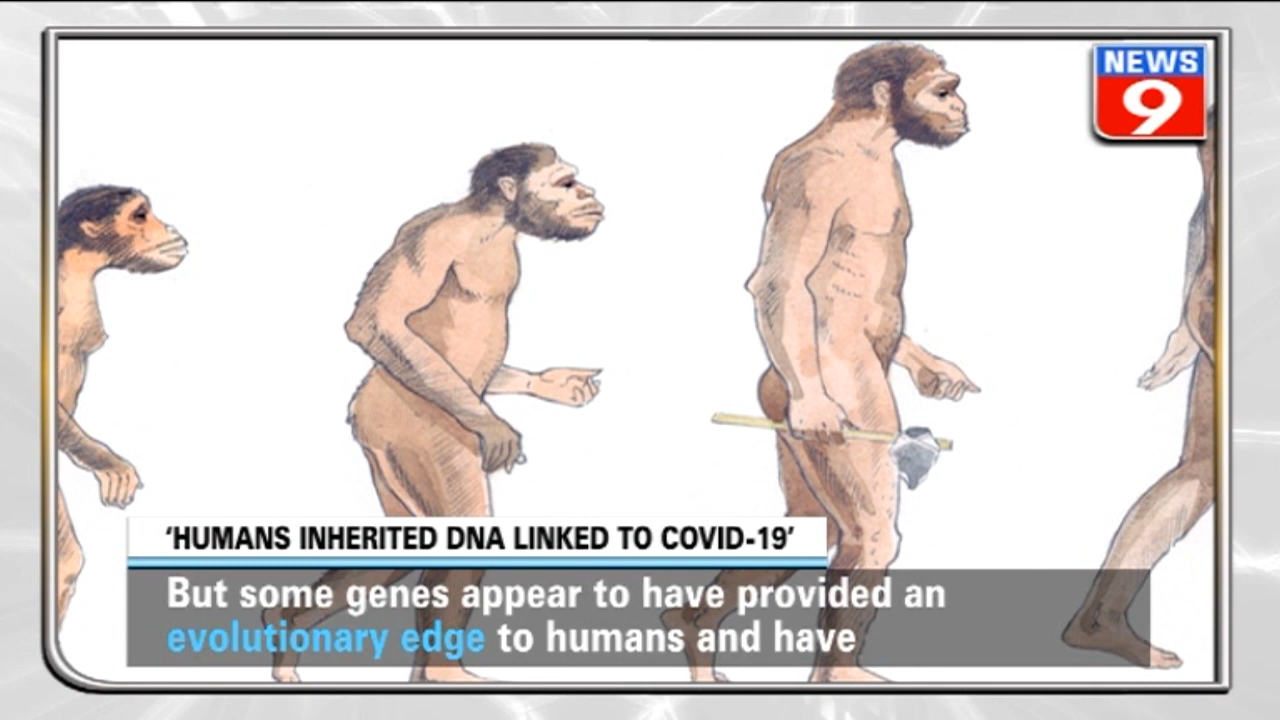 NEWS
9
‘HUMANS INHERITED DNA LINKED TO COVID-19’
But some genes appear to have provided an
evolutionary edge to humans and have